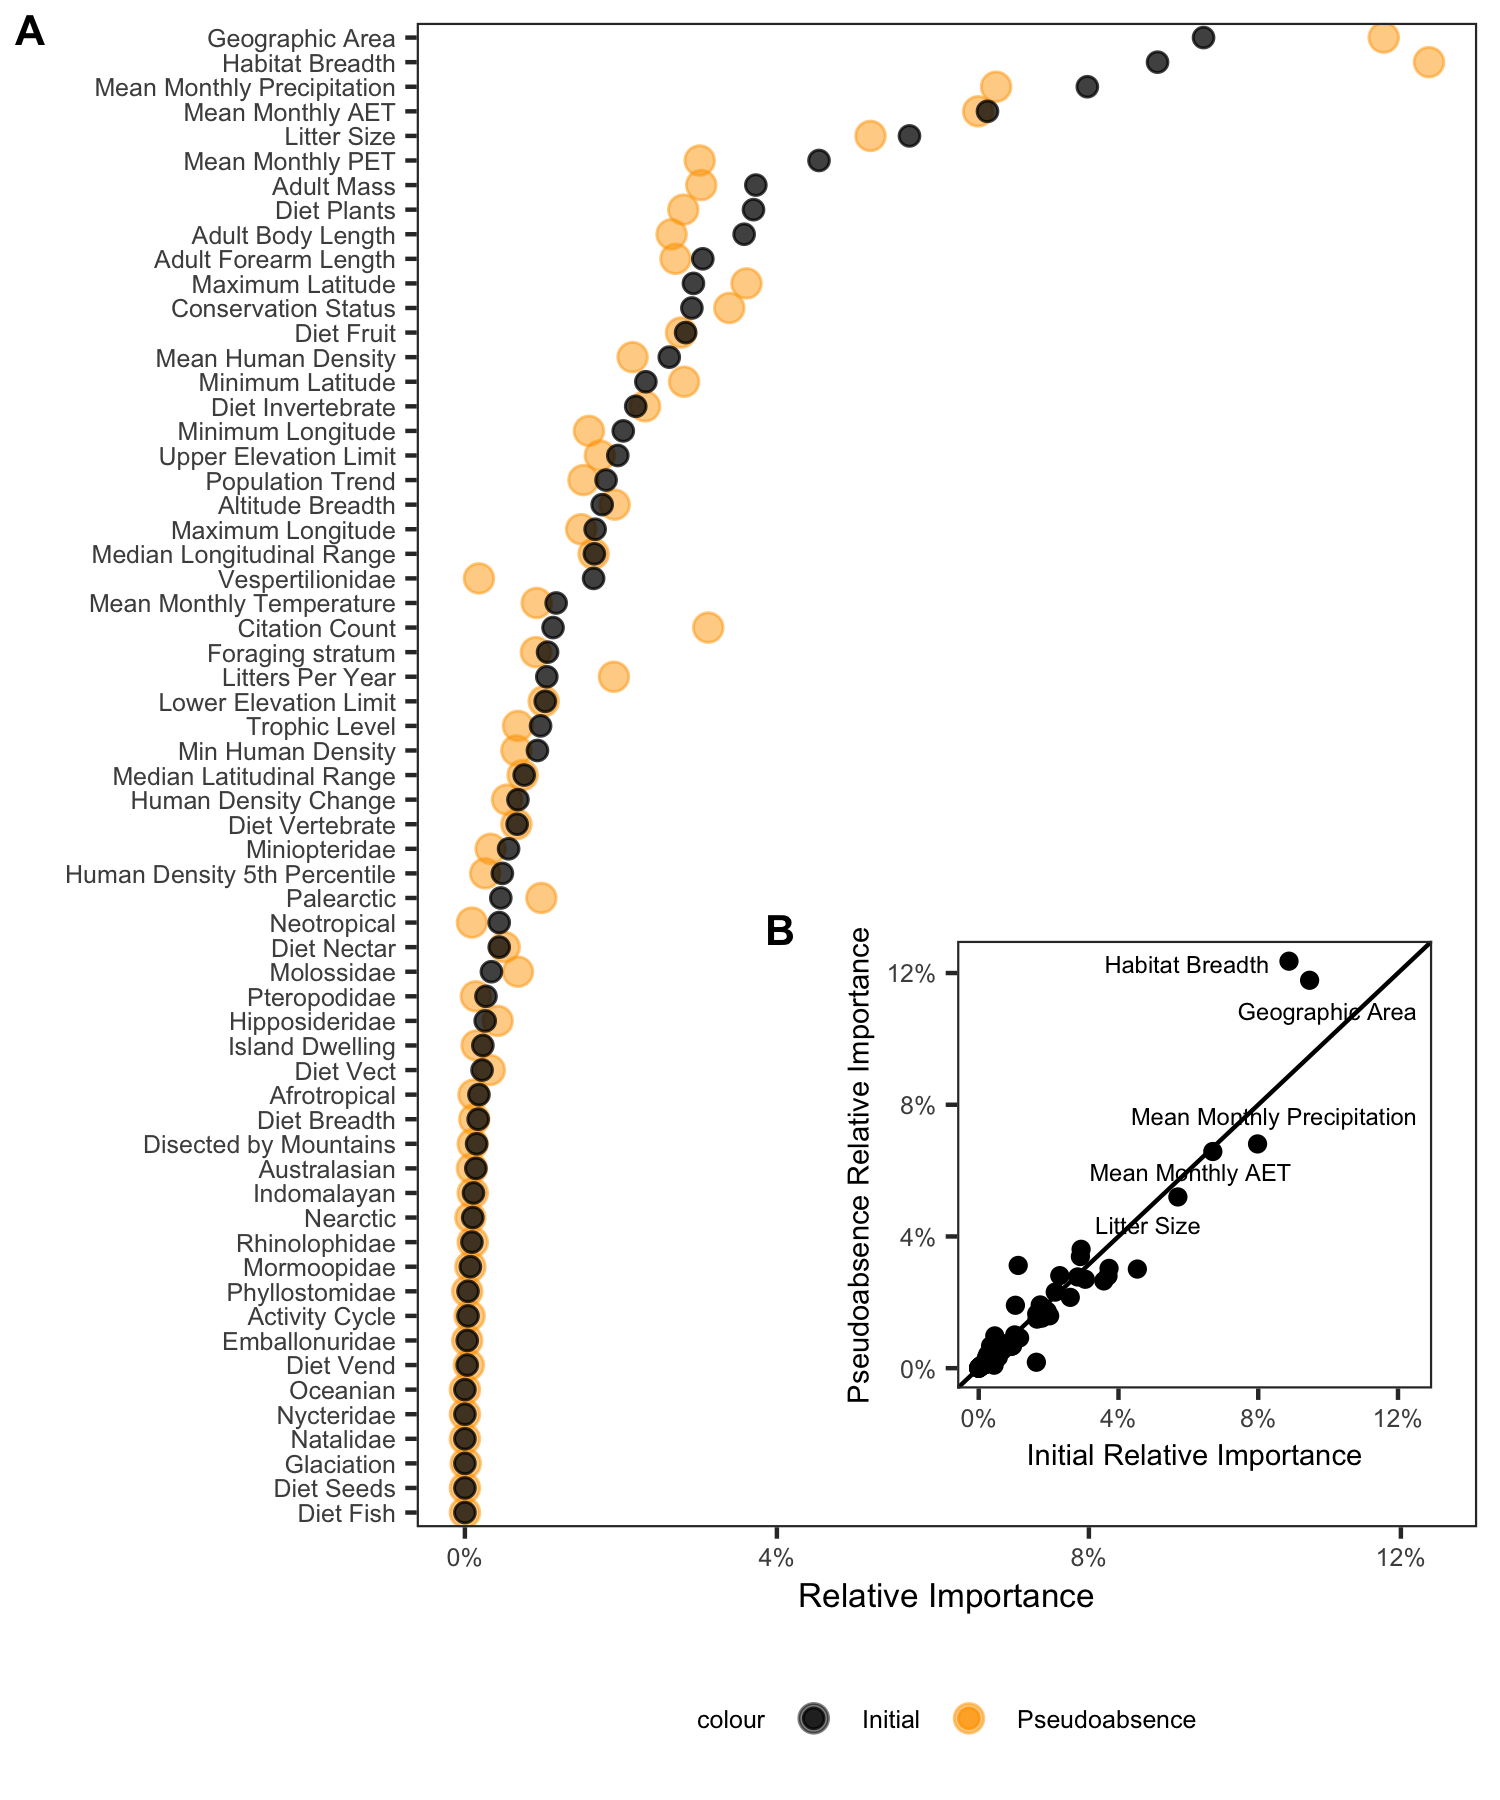 A
Geographic Area
Habitat Breadth
Mean Monthly Precipitation
Mean Monthly AET
Litter Size
Mean Monthly PET
Adult Mass
Diet Plants
Adult Body Length
Adult Forearm Length
Maximum Latitude
Conservation Status
Diet Fruit
Mean Human Density
Minimum Latitude
Diet Invertebrate
Minimum Longitude
Upper Elevation Limit
Population Trend
Altitude Breadth
Maximum Longitude
Median Longitudinal Range
Vespertilionidae
Mean Monthly Temperature
Citation Count
Foraging stratum
Litters Per Year
Lower Elevation Limit
Trophic Level
Min Human Density
Median Latitudinal Range
Human Density Change
Diet Vertebrate
Miniopteridae
Human Density 5th Percentile
Palearctic
Neotropical
Diet Nectar
Molossidae
Pteropodidae
Hipposideridae
Island Dwelling
Diet Vect
Afrotropical
Diet Breadth
Disected by Mountains
Australasian
Indomalayan
Nearctic
Rhinolophidae
Mormoopidae
Phyllostomidae
Activity Cycle
Emballonuridae
Diet Vend
Oceanian
Nycteridae
Natalidae
Glaciation
Diet Seeds
Diet Fish
0% 4% 8% 12%
Relative Importance
B
Pseudoabsence Relative Importance
12%
8%
4%
0%
Habitat Breadth
Geographic Area
Mean Monthly Precipitation
Mean Monthly AET
Litter Size
0% 4% 8% 12%
Initial Relative Importance
colour Initial Pseudoabsence